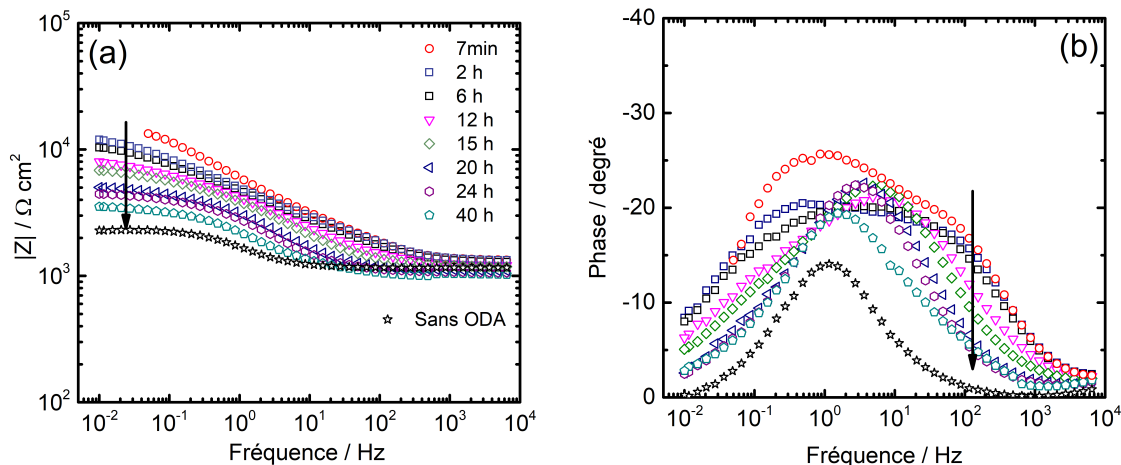 (a)
10^5
10^4
10^3
10^2
|Z| / Ω cm²
7min
2 h
6 h
12 h
15 h
20 h
24 h
40 h
Sans ODA
10^-2 10^-1 10^0 10^1 10^2 10^3 10^4
Fréquence / Hz
(b)
-40
-30
-20
-10
0
Phase / degré
10^-2 10^-1 10^0 10^1 10^2 10^3 10^4
Fréquence / Hz